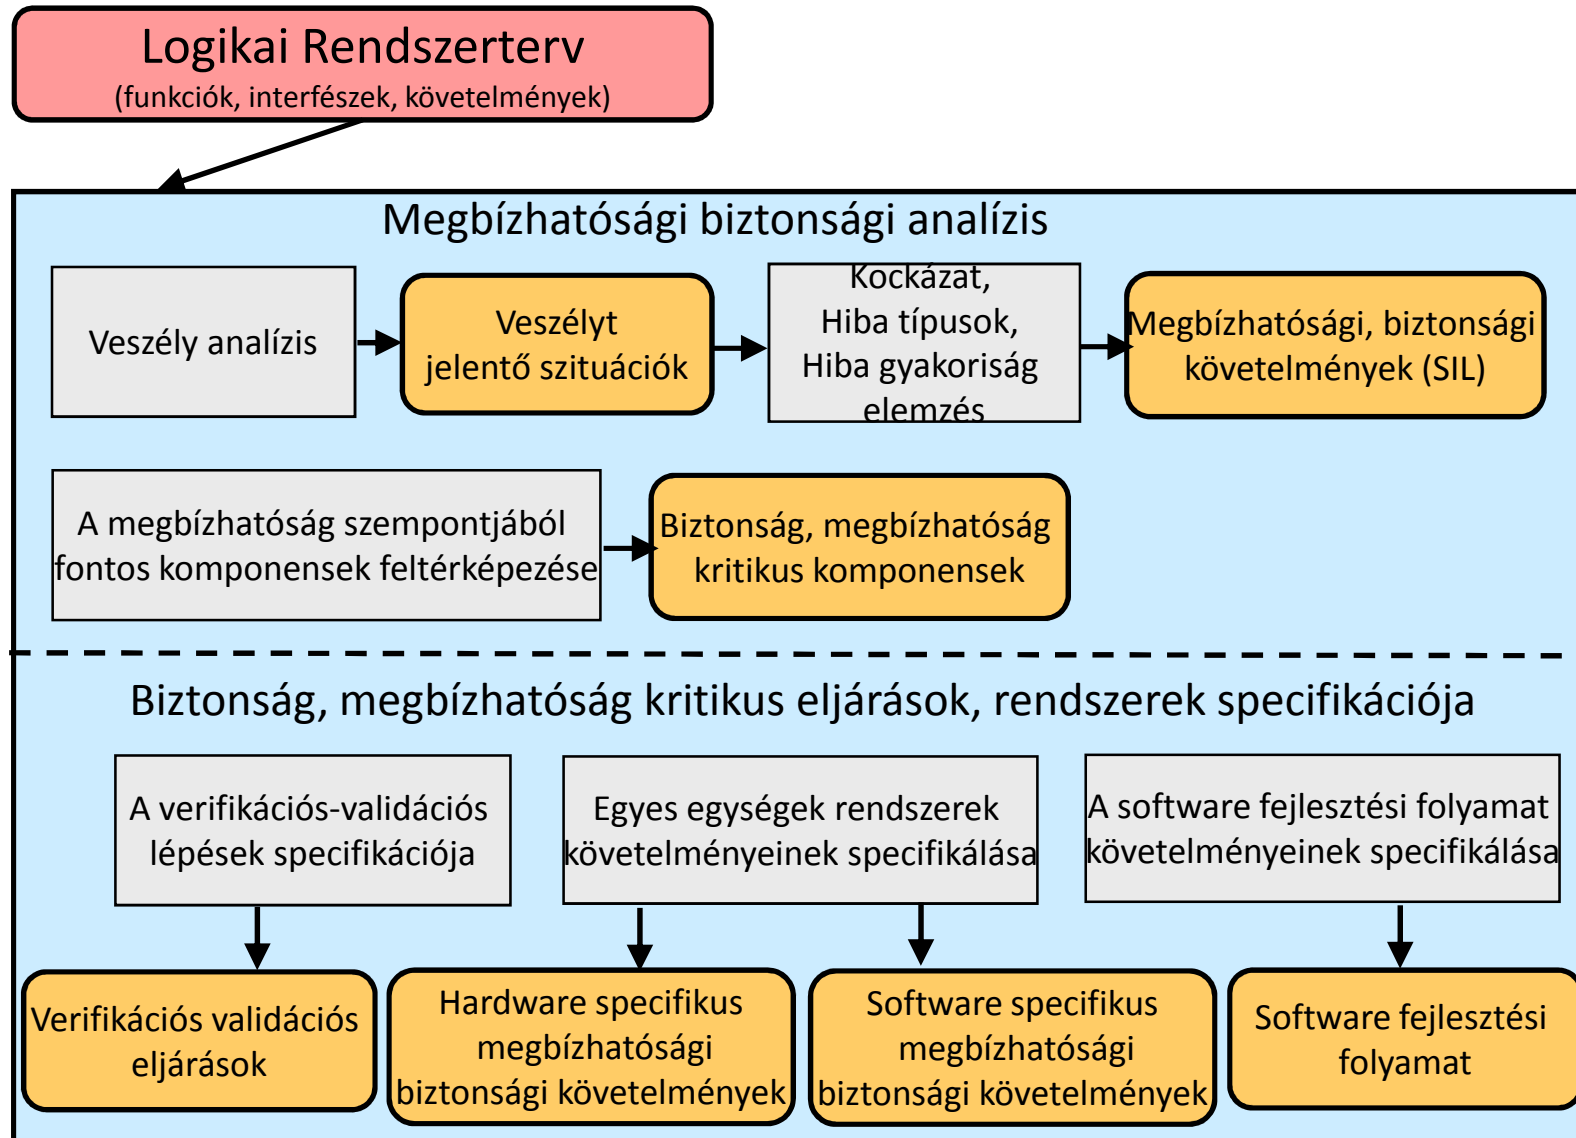 Logikai Rendszerterv
(funkciók, interfészek, követelmények)
Megbízhatósági biztonsági analízis
Veszély analízis
Veszélyt
jelentő szituációk
Kockázat,
Hiba típusok,
Hiba gyakoriság
elemzés
Megbízhatósági, biztonsági
követelmények (SIL)
A megbízhatóság szempontjából
fontos komponensek feltérképezése
Biztonság, megbízhatóság
kritikus komponensek
Biztonság, megbízhatóság kritikus eljárások, rendszerek specifikációja
A verifikációs-validációs
lépések specifikációja
Egyes egységek rendszerek
követelményeinek specifikálása
A software fejlesztési folyamat
követelményeinek specifikálása
Verifikációs validációs
eljárások
Hardware specifikus
megbízhatósági
biztonsági követelmények
Software specifikus
megbízhatósági
biztonsági követelmények
Software fejlesztési
folyamat